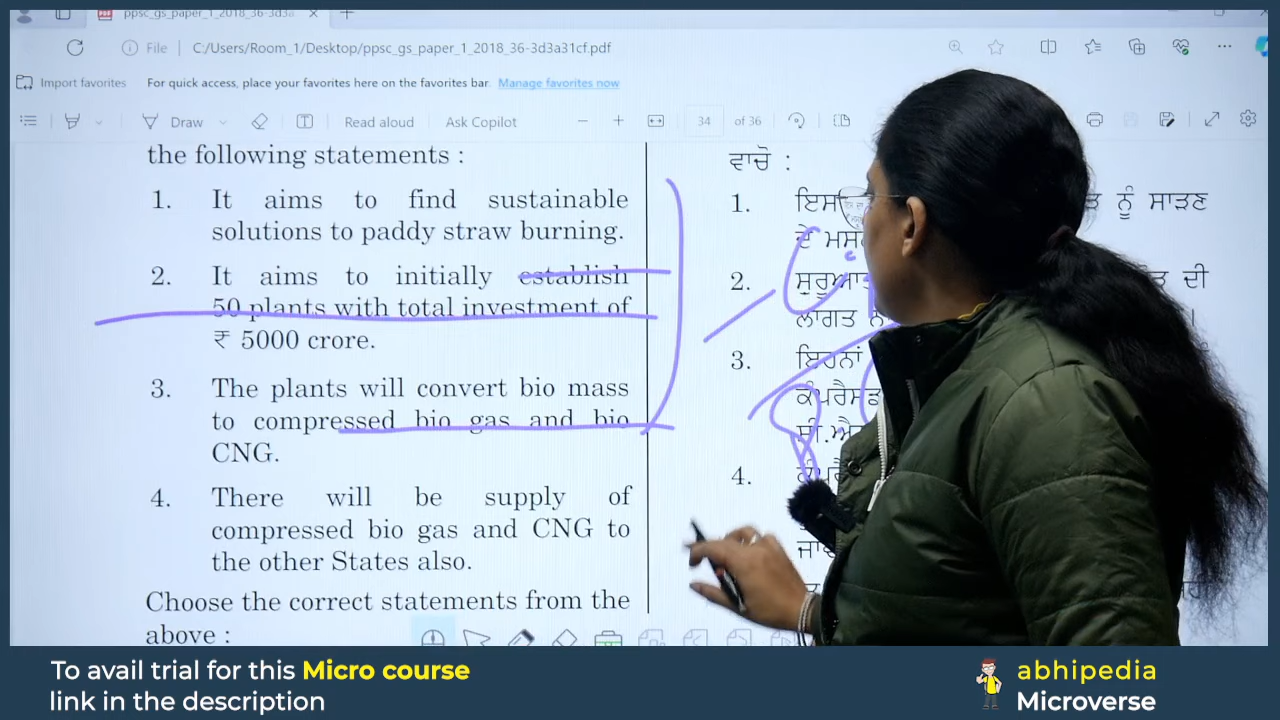 ppsc_gs_paper_1_2018_36-3d3a
File C:/Users/Room_1/Desktop/ppsc_gs_paper_1_2018_36-3d3a31cf.pdf
Import favorites For quick access, place your favorites here on the favorites bar. Manage favorites now
Draw Read aloud Ask Copilot 34 of 36
the following statements :
1. It aims to find sustainable
solutions to paddy straw burning.
2. It aims to initially establish
50 plants with total investment of
₹ 5000 crore.
3. The plants will convert bio mass
to compressed bio gas and bio
CNG.
4. There will be supply of
compressed bio gas and CNG to
the other States also.
Choose the correct statements from the
above :
ਵਾਚੋ :
1. ਨੂੰ ਸਾੜਣ
ਦੇ
2. ਦੀ
ਲਾਗਤ
3. ਇਹਨਾਂ
4.
To avail trial for this Micro course
link in the description
abhipedia
Microverse